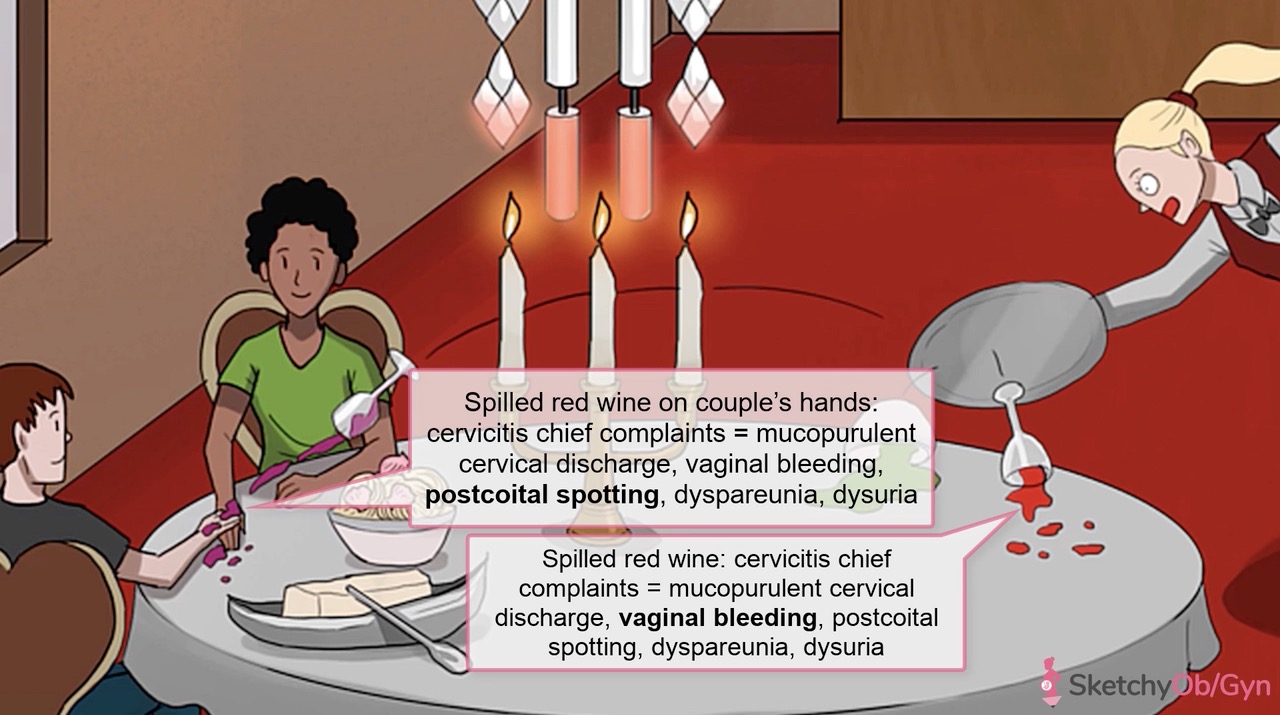 Spilled red wine on couple’s hands:
cervicitis chief complaints = mucopurulent
cervical discharge, vaginal bleeding,
postcoital spotting, dyspareunia, dysuria
Spilled red wine: cervicitis chief
complaints = mucopurulent cervical
discharge, vaginal bleeding, postcoital
spotting, dyspareunia, dysuria
SketchyOb/Gyn